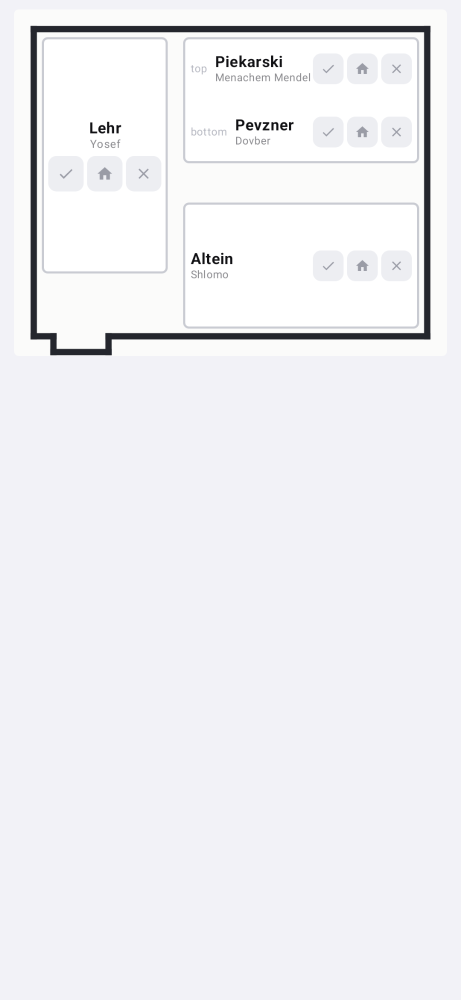 Lehr
Yosef
top
Piekarski
Menachem Mendel
bottom
Pevzner
Dovber
Altein
Shlomo